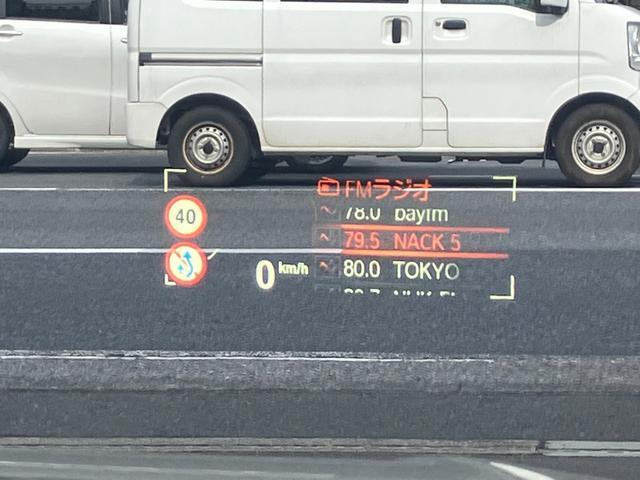 FMラジオ
40
78.0 bayfm
79.5 NACK 5
80.0 TOKYO
0 km/h